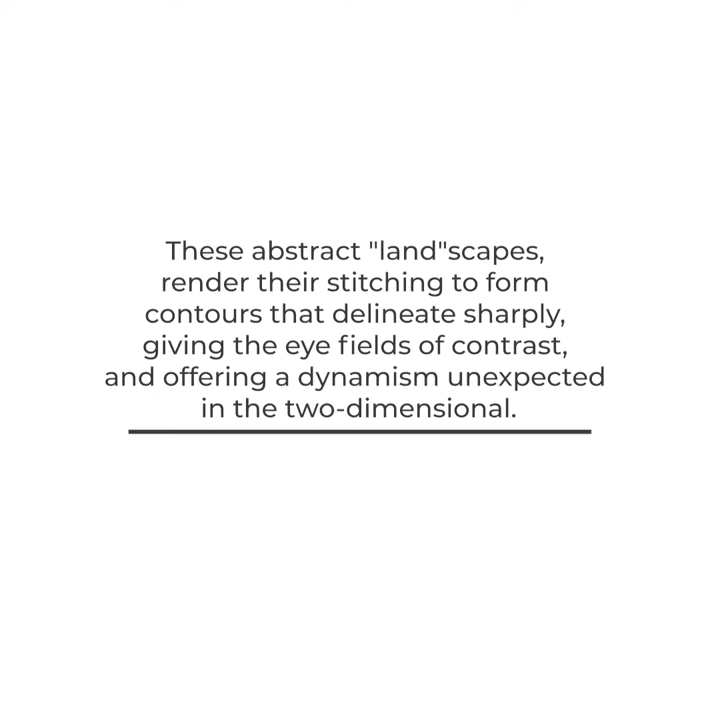 These abstract "land"scapes,
render their stitching to form
contours that delineate sharply,
giving the eye fields of contrast,
and offering a dynamism unexpected
in the two-dimensional.